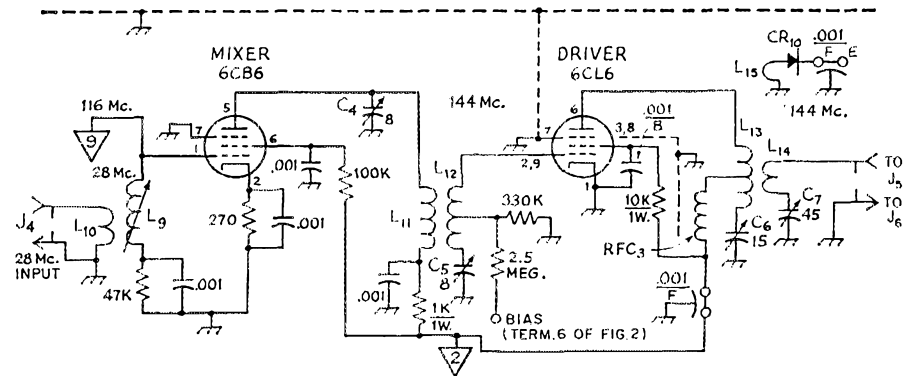 MIXER
6CB6
DRIVER
6CL6
CR10
.001
F
E
L15
144 Mc.
116 Mc.
9
5
C4
8
144 Mc.
6
.001
B
3,8
7
1
6
7
2,9
1
L13
L14
28 Mc.
2
.001
100K
L12
TO
J5
J4
L10
L9
270
.001
L11
330K
10K
1W.
C6
15
C7
45
TO
J6
28 Mc.
INPUT
RFC3
47K
.001
.001
C5
8
2.5
MEG.
.001
F
1K
1W.
BIAS
(TERM.6 OF FIG.2)
2